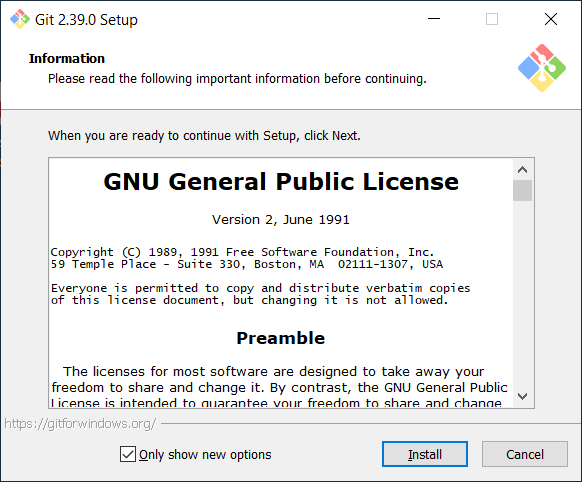 Git 2.39.0 Setup
Information
Please read the following important information before continuing.
When you are ready to continue with Setup, click Next.
GNU General Public License
Version 2, June 1991
Copyright (C) 1989, 1991 Free Software Foundation, Inc.
59 Temple Place - Suite 330, Boston, MA  02111-1307, USA
Everyone is permitted to copy and distribute verbatim copies
of this license document, but changing it is not allowed.
Preamble
The licenses for most software are designed to take away your
freedom to share and change it. By contrast, the GNU General Public
License is intended to guarantee your freedom to share and change
https://gitforwindows.org/
Only show new options
Install
Cancel